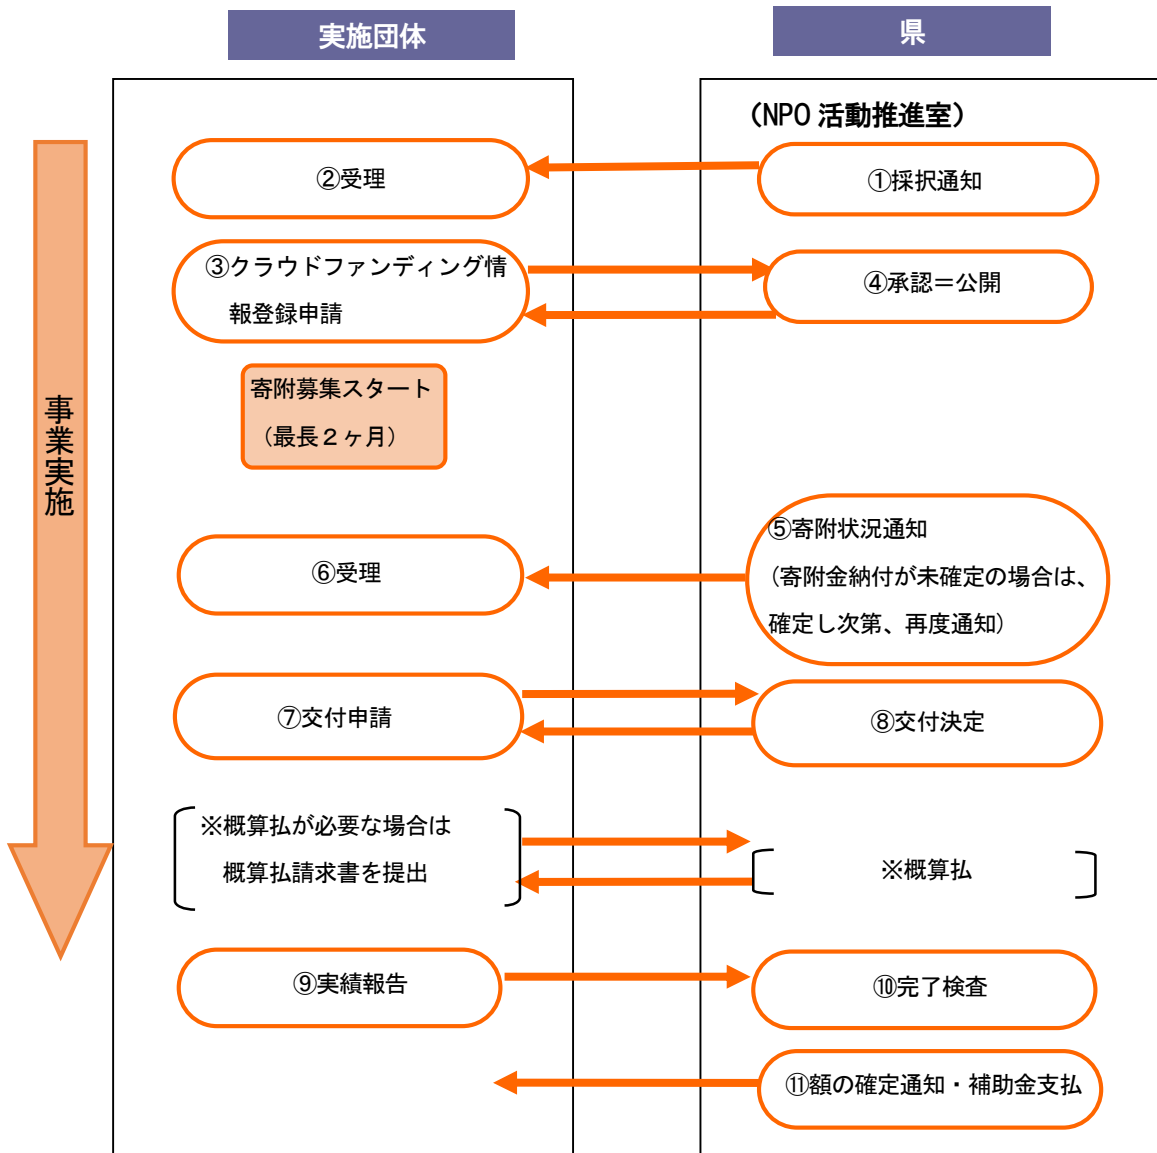 実施団体
県
（NPO 活動推進室）
②受理
①採択通知
③クラウドファンディング情
報登録申請
④承認＝公開
寄附募集スタート
（最長２ヶ月）
事業実施
⑤寄附状況通知
（寄附金納付が未確定の場合は、
確定し次第、再度通知）
⑥受理
⑦交付申請
⑧交付決定
※概算払が必要な場合は
概算払請求書を提出
※概算払
⑨実績報告
⑩完了検査
⑪額の確定通知・補助金支払